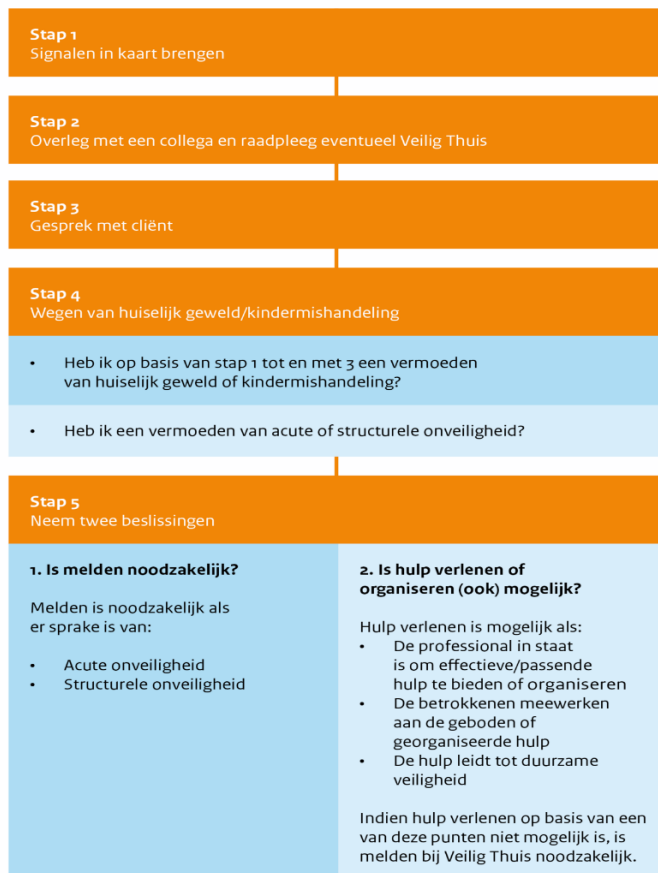 Stap 1
Signalen in kaart brengen
Stap 2
Overleg met een collega en raadpleeg eventueel Veilig Thuis
Stap 3
Gesprek met cliënt
Stap 4
Wegen van huiselijk geweld/kindermishandeling
• Heb ik op basis van stap 1 tot en met 3 een vermoeden
van huiselijk geweld of kindermishandeling?
• Heb ik een vermoeden van acute of structurele onveiligheid?
Stap 5
Neem twee beslissingen
1. Is melden noodzakelijk?
Melden is noodzakelijk als
er sprake is van:
• Acute onveiligheid
• Structurele onveiligheid
2. Is hulp verlenen of
organiseren (ook) mogelijk?
Hulp verlenen is mogelijk als:
• De professional in staat
is om effectieve/passende
hulp te bieden of organiseren
• De betrokkenen meewerken
aan de geboden of
georganiseerde hulp
• De hulp leidt tot duurzame
veiligheid
Indien hulp verlenen op basis van een
van deze punten niet mogelijk is, is
melden bij Veilig Thuis noodzakelijk.